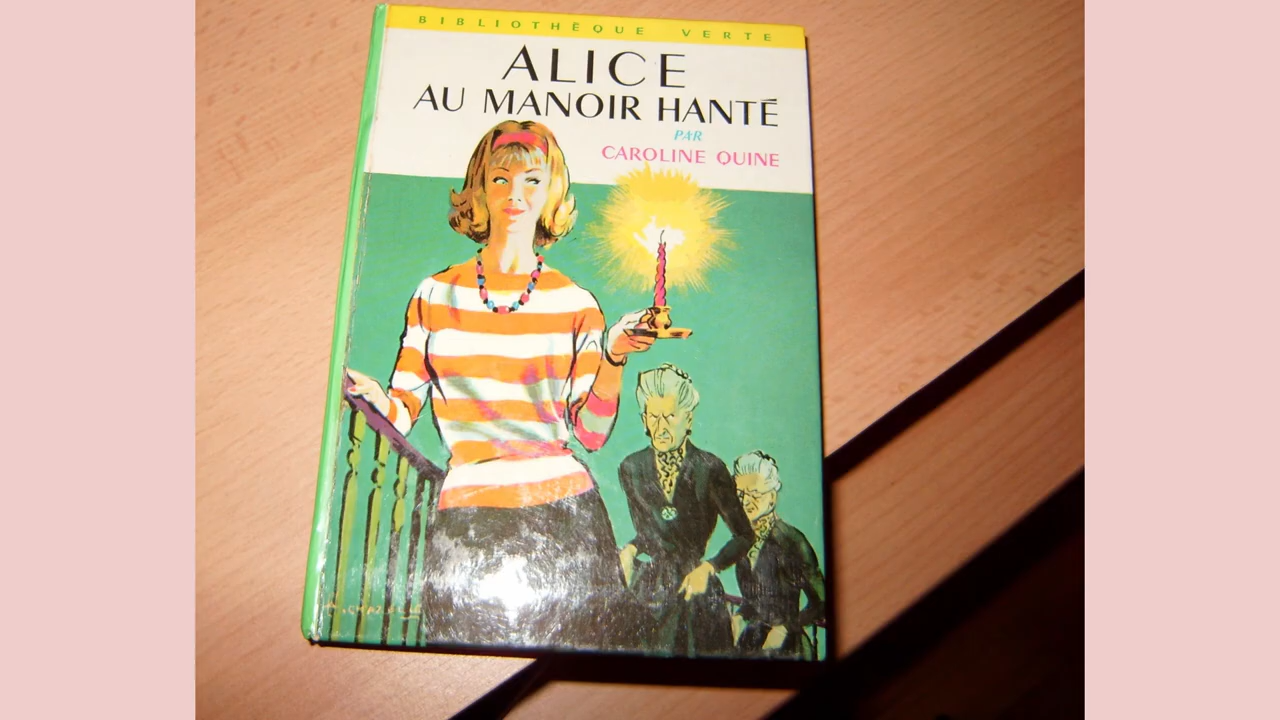 BIBLIOTHÈQUE VERTE
ALICE
AU MANOIR HANTÉ
PAR
CAROLINE QUINE